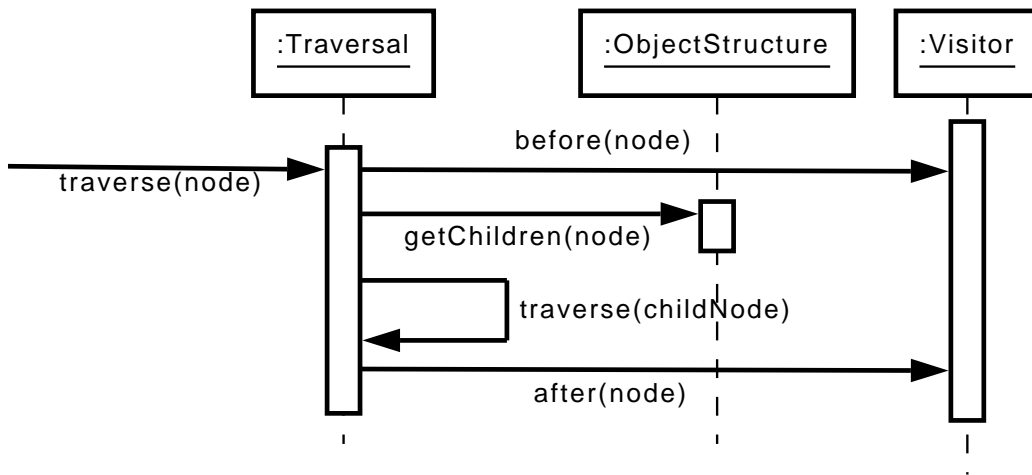 :Traversal
:ObjectStructure
:Visitor
before(node)
traverse(node)
getChildren(node)
traverse(childNode)
after(node)